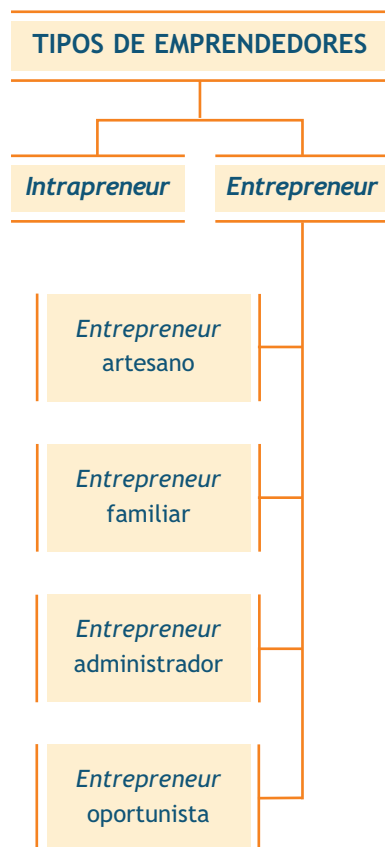 TIPOS DE EMPRENDEDORES
Intrapreneur
Entrepreneur
Entrepreneur
artesano
Entrepreneur
familiar
Entrepreneur
administrador
Entrepreneur
oportunista